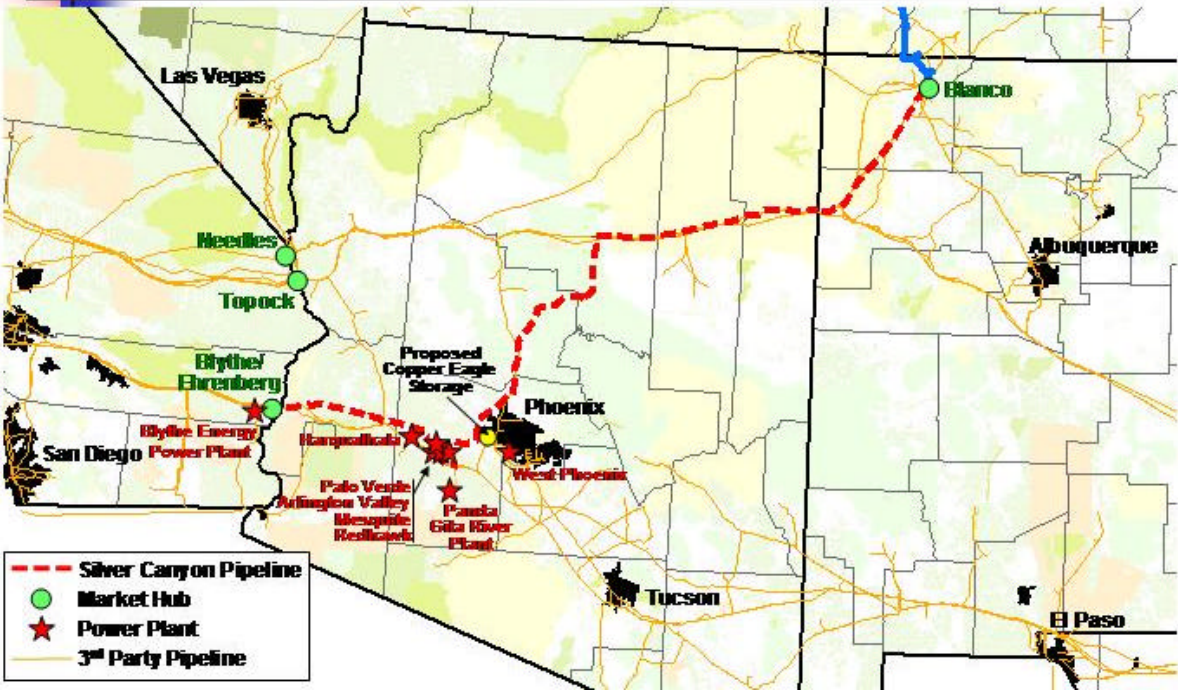 Las Vegas
Blanco
Needles
Topock
Albuquerque
Blythe/
Ehrenberg
Proposed
Copper Eagle
Storage
Phoenix
Blythe Energy
Power Plant
San Diego
Harquahala
West Phoenix
Palo Verde
Arlington Valley
Mesquite
Redhawk
Panda
Gila River
Plant
Tucson
El Paso
Silver Canyon Pipeline
Market Hub
Power Plant
3rd Party Pipeline